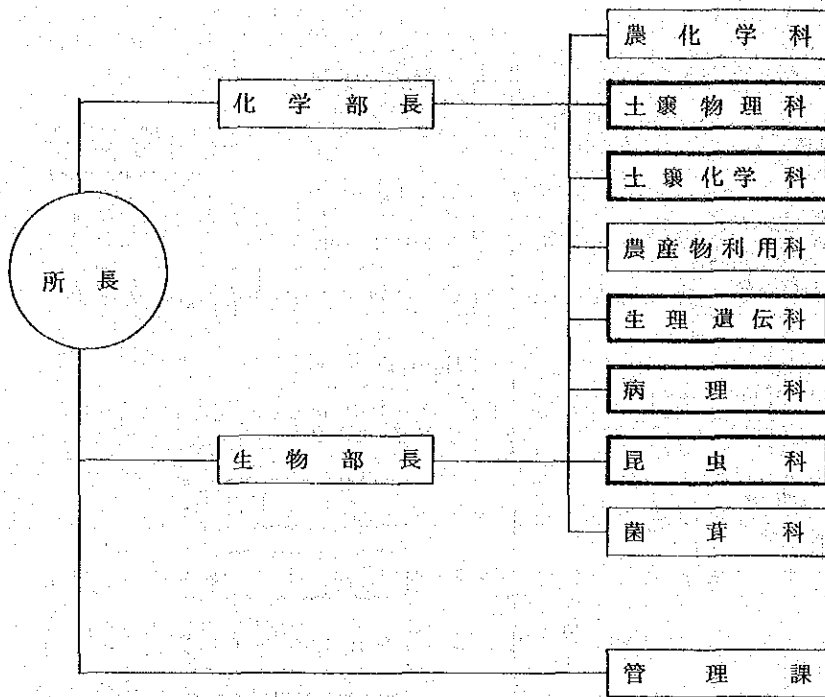 農化学科
化学部長
土壌物理科
土壌化学科
農産物利用科
所長
生理遺伝科
病理科
生物部長
昆虫科
菌茸科
管理課